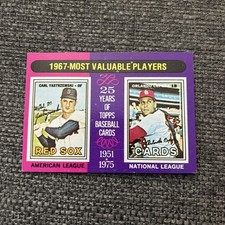 1967-MOST VALUABLE PLAYERS
CARL YASTRZEMSKI - OF
RED SOX
AMERICAN LEAGUE
25
YEARS
OF TOPPS
BASEBALL
CARDS
1951
TO
1975
ORLANDO CEPEDA 1B
CARDS
NATIONAL LEAGUE